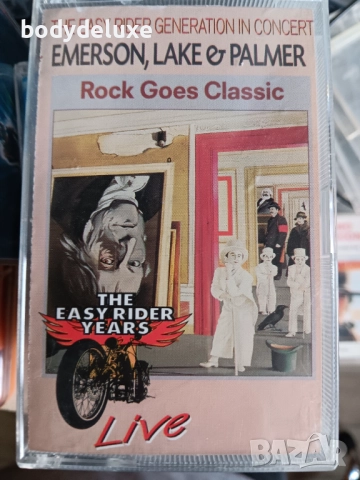 bodydeluxe
THE EASY RIDER GENERATION IN CONCERT
EMERSON, LAKE & PALMER
Rock Goes Classic
THE
EASY RIDER
YEARS
Live
BAZAR